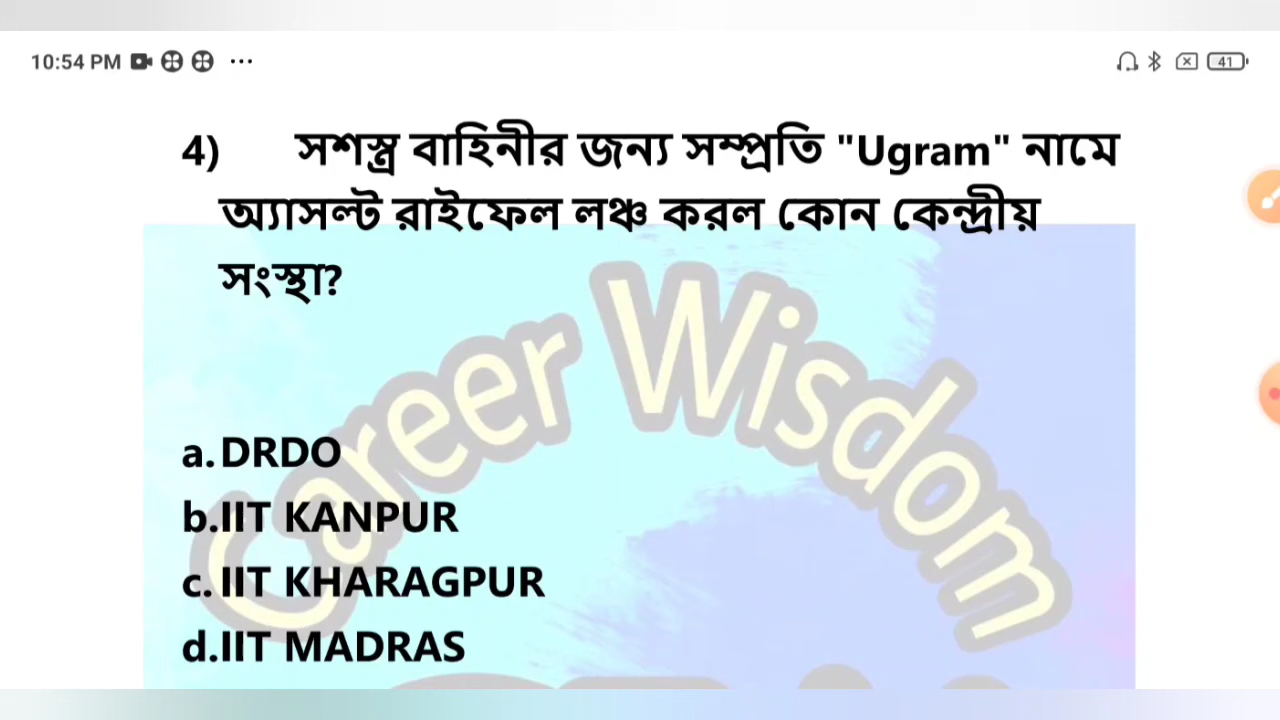 10:54 PM ...
41
4) সশস্ত্র বাহিনীর জন্য সম্প্রতি "Ugram" নামে
অ্যাসল্ট রাইফেল লঞ্চ করল কোন কেন্দ্রীয়
সংস্থা?
Career Wisdom
a. DRDO
b. IIT KANPUR
c. IIT KHARAGPUR
d. IIT MADRAS